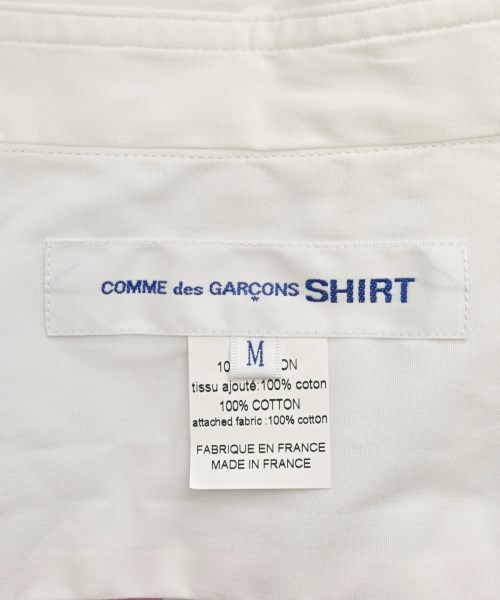 COMME des GARÇONS SHIRT
M
tissu ajouté:100% coton
100% COTTON
attached fabric :100% cotton
FABRIQUE EN FRANCE
MADE IN FRANCE